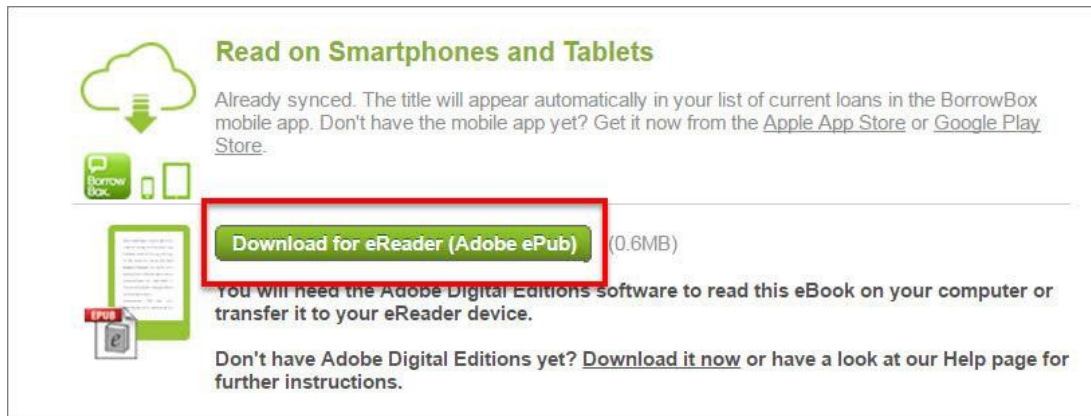 Read on Smartphones and Tablets
Already synced. The title will appear automatically in your list of current loans in the BorrowBox
mobile app. Don't have the mobile app yet? Get it now from the Apple App Store or Google Play
Store.
Borrow
Box.
Download for eReader (Adobe ePub) (0.6MB)
You will need the Adobe Digital Editions software to read this eBook on your computer or
transfer it to your eReader device.
EPUB
e
Don't have Adobe Digital Editions yet? Download it now or have a look at our Help page for
further instructions.